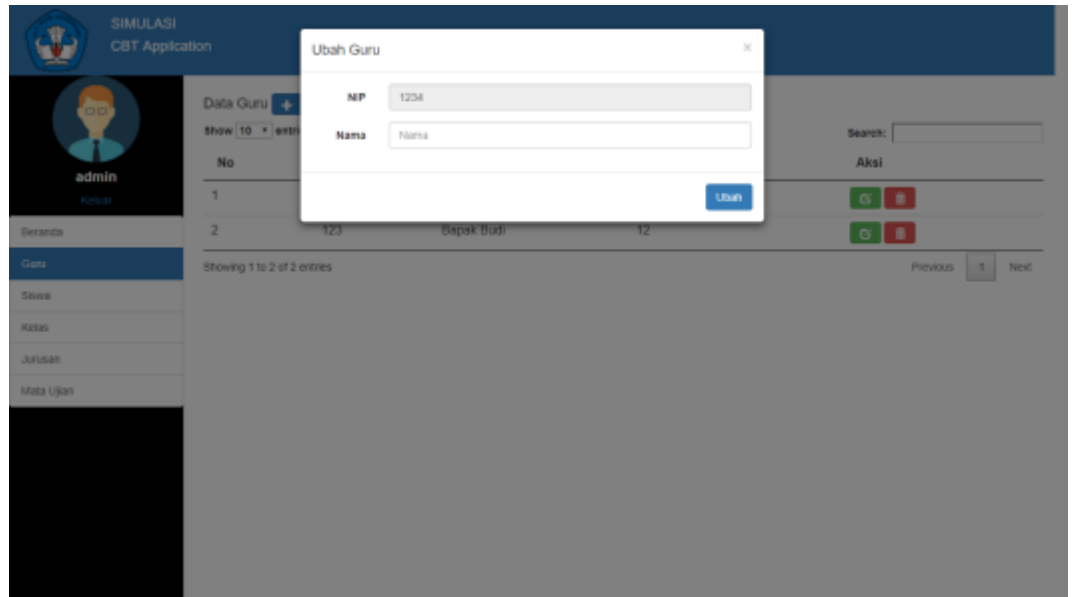 SIMULASI
CBT Application
admin
Keluar
Beranda
Guru
Siswa
Kelas
Jurusan
Mata Ujian
Ubah Guru ×
NIP 1234
Nama Nama
Ubah
Data Guru +
Show 10 entri
Search:
No Aksi
1
2 123 Bapak Budi 12
Showing 1 to 2 of 2 entries
Previous 1 Next